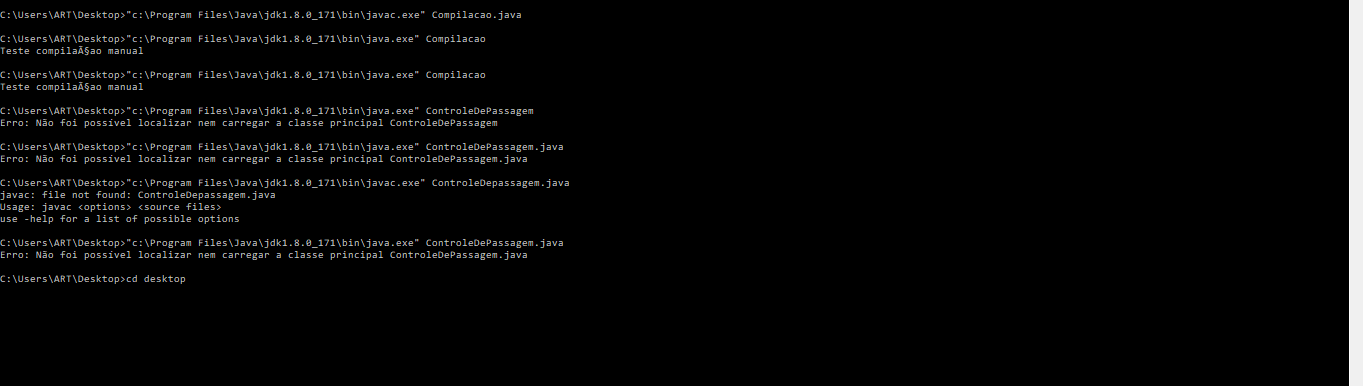 C:\Users\ART\Desktop>"c:\Program Files\Java\jdk1.8.0_171\bin\javac.exe" Compilacao.java
C:\Users\ART\Desktop>"c:\Program Files\Java\jdk1.8.0_171\bin\java.exe" Compilacao
Teste compilaÃ§ao manual
C:\Users\ART\Desktop>"c:\Program Files\Java\jdk1.8.0_171\bin\java.exe" Compilacao
Teste compilaÃ§ao manual
C:\Users\ART\Desktop>"c:\Program Files\Java\jdk1.8.0_171\bin\java.exe" ControleDePassagem
Erro: Não foi possível localizar nem carregar a classe principal ControleDePassagem
C:\Users\ART\Desktop>"c:\Program Files\Java\jdk1.8.0_171\bin\java.exe" ControleDePassagem.java
Erro: Não foi possível localizar nem carregar a classe principal ControleDePassagem.java
C:\Users\ART\Desktop>"c:\Program Files\Java\jdk1.8.0_171\bin\javac.exe" ControleDepassagem.java
javac: file not found: ControleDepassagem.java
Usage: javac <options> <source files>
use -help for a list of possible options
C:\Users\ART\Desktop>"c:\Program Files\Java\jdk1.8.0_171\bin\java.exe" ControleDePassagem.java
Erro: Não foi possível localizar nem carregar a classe principal ControleDePassagem.java
C:\Users\ART\Desktop>cd desktop